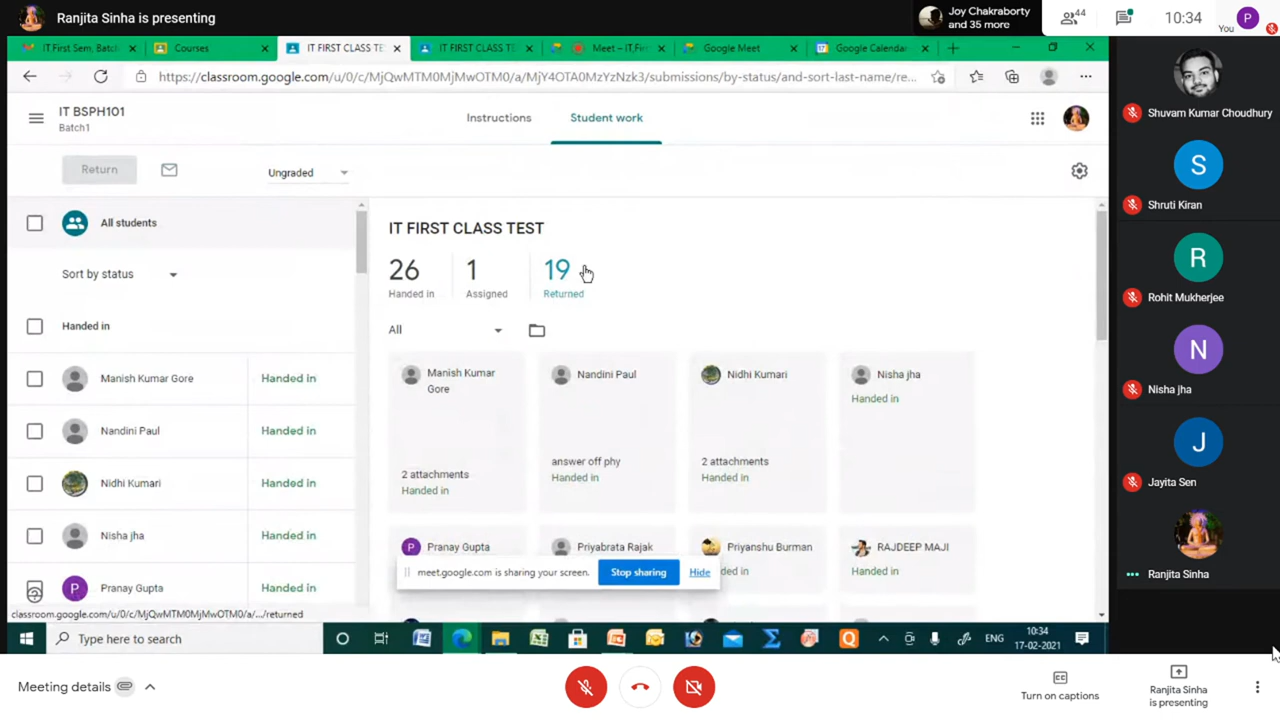 Ranjita Sinha is presenting
Joy Chakraborty
and 35 more
44
10:34
You
P
IT.First Sem, Batch
Courses
IT FIRST CLASS TE
IT FIRST CLASS TE
Meet – IT,Fir
Google Meet
Google Calendar
https://classroom.google.com/u/0/c/MjQwMTM0MjMwOTM0/a/MjY4OTA0MzYzNzk3/submissions/by-status/and-sort-last-name/re...
IT BSPH101
Batch1
Instructions
Student work
Return
Ungraded
All students
Sort by status
Handed in
Manish Kumar Gore
Handed in
Nandini Paul
Handed in
Nidhi Kumari
Handed in
Nisha jha
Handed in
P
Pranay Gupta
Handed in
IT FIRST CLASS TEST
26
Handed in
1
Assigned
19
Returned
All
Manish Kumar
Gore
2 attachments
Handed in
Nandini Paul
answer off phy
Handed in
Nidhi Kumari
2 attachments
Handed in
Nisha jha
Handed in
P
Pranay Gupta
Priyabrata Rajak
Priyanshu Burman
ded in
RAJDEEP MAJI
Handed in
meet.google.com is sharing your screen.
Stop sharing
Hide
classroom.google.com/u/0/c/MjQwMTM0MjMwOTM0/a/.../returned
Type here to search
ENG
10:34
17-02-2021
Shuvam Kumar Choudhury
S
Shruti Kiran
R
Rohit Mukherjee
N
Nisha jha
J
Jayita Sen
Ranjita Sinha
Meeting details
CC
Turn on captions
Ranjita Sinha
is presenting